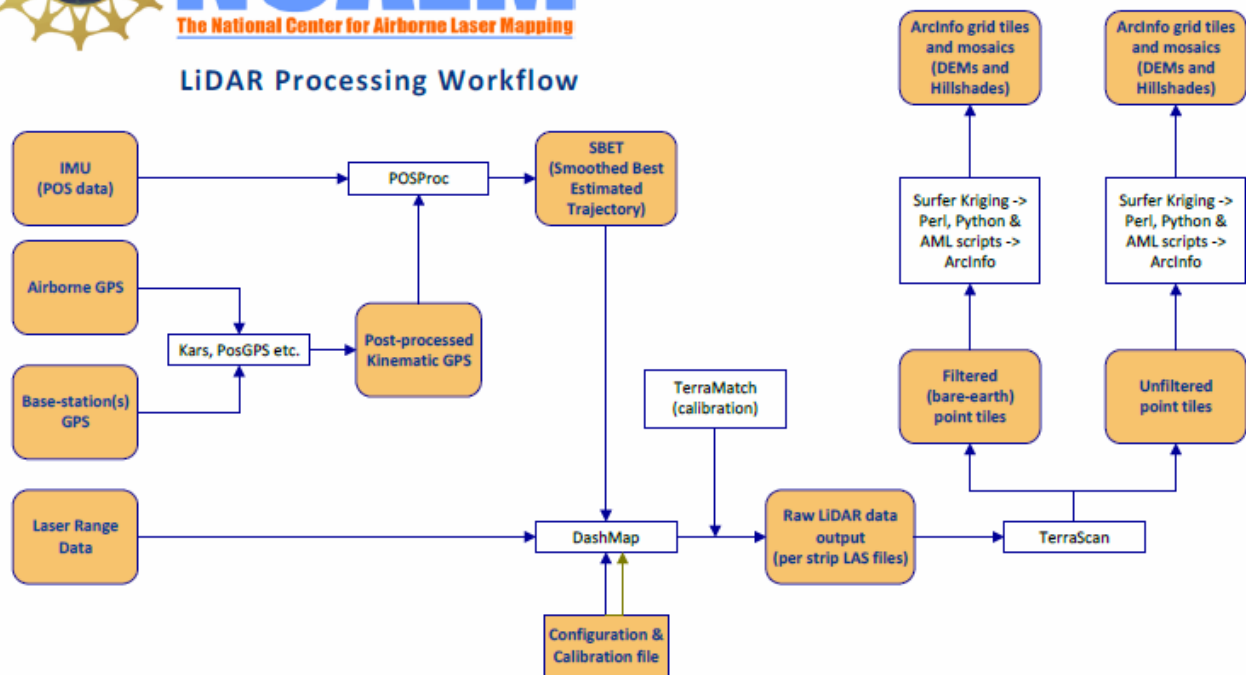 NCALM
The National Center for Airborne Laser Mapping
LiDAR Processing Workflow
IMU
(POS data)
POSProc
SBET
(Smoothed Best
Estimated
Trajectory)
Airborne GPS
Kars, PosGPS etc.
Post-processed
Kinematic GPS
Base-station(s)
GPS
Laser Range
Data
DashMap
Configuration &
Calibration file
TerraMatch
(calibration)
Raw LiDAR data
output
(per strip LAS files)
TerraScan
Filtered
(bare-earth)
point tiles
Unfiltered
point tiles
Surfer Kriging ->
Perl, Python &
AML scripts ->
ArcInfo
Surfer Kriging ->
Perl, Python &
AML scripts ->
ArcInfo
ArcInfo grid tiles
and mosaics
(DEMs and
Hillshades)
ArcInfo grid tiles
and mosaics
(DEMs and
Hillshades)